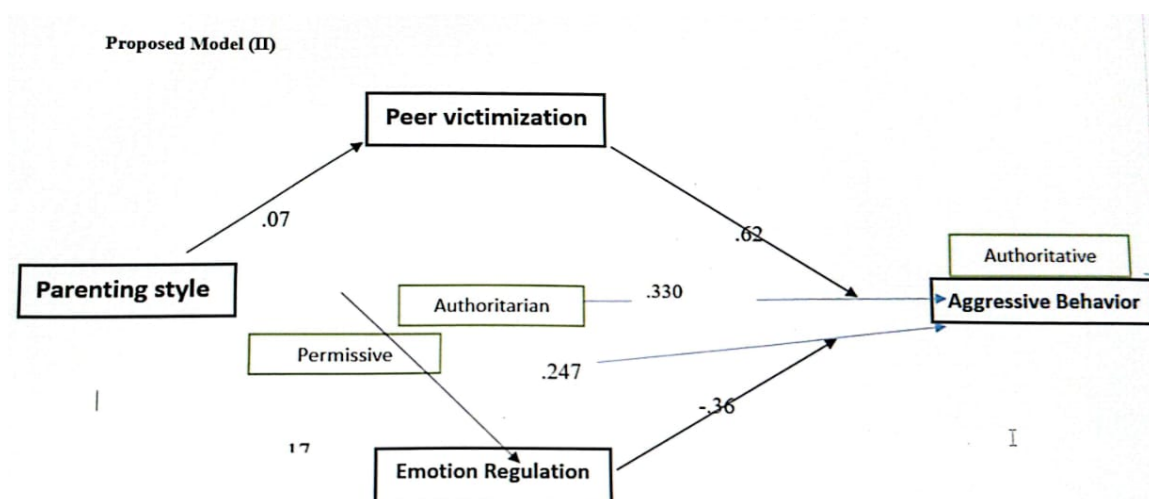 Proposed Model (II)
Peer victimization
.07
.62
Authoritative
Parenting style
Authoritarian
.330
Aggressive Behavior
Permissive
.247
-.36
17
Emotion Regulation